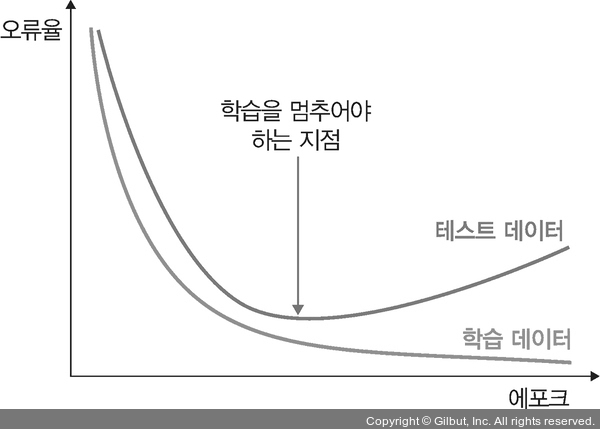 오류율
학습을 멈추어야
하는 지점
테스트 데이터
학습 데이터
에포크
Copyright © Gilbut, Inc. All rights reserved.